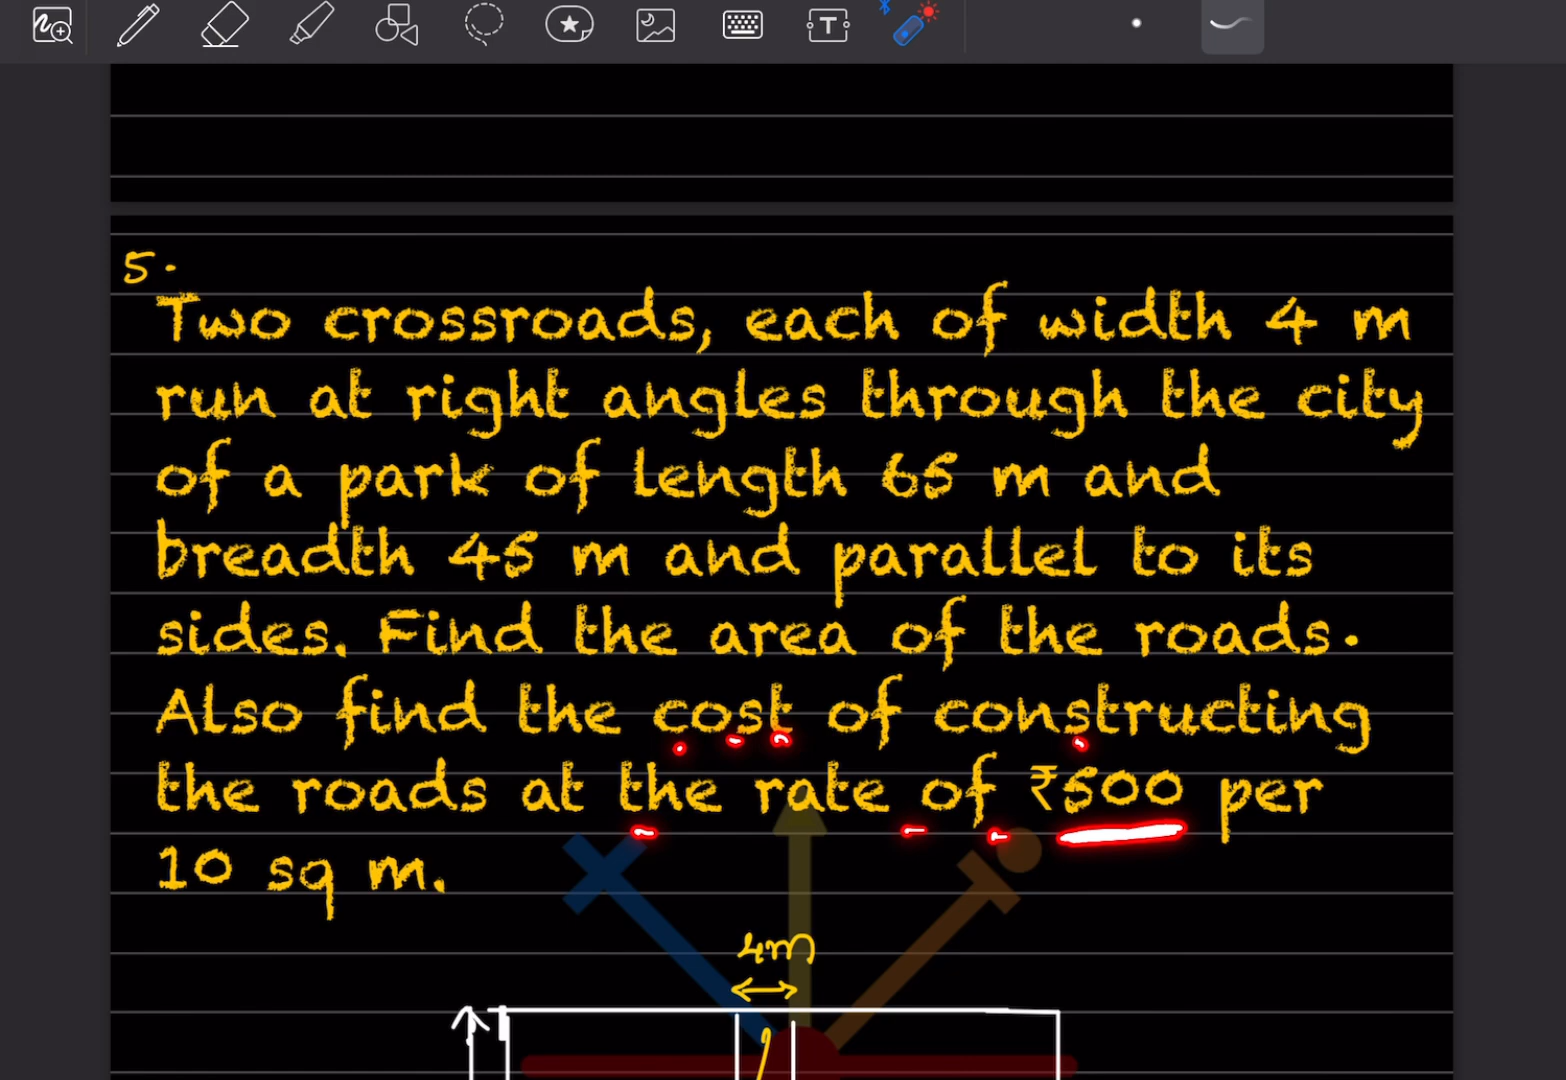 5.
Two crossroads, each of width 4 m
run at right angles through the city
of a park of length 65 m and
breadth 45 m and parallel to its
sides. Find the area of the roads.
Also find the cost of constructing
the roads at the rate of ₹500 per
10 sq m.
4m